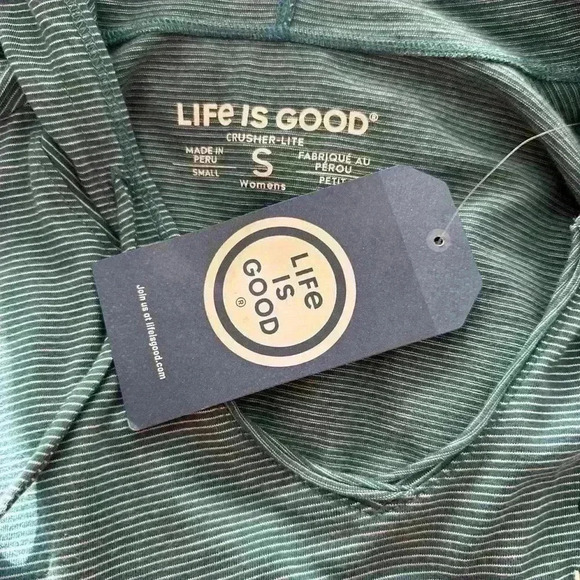 LIFE IS GOOD®
CRUSHER-LITE
MADE IN
PERU
SMALL
S
Womens
FABRIQUÉ AU
PÉROU
PETIT
LIFE
IS
GOOD
®
Join us at lifeisgood.com